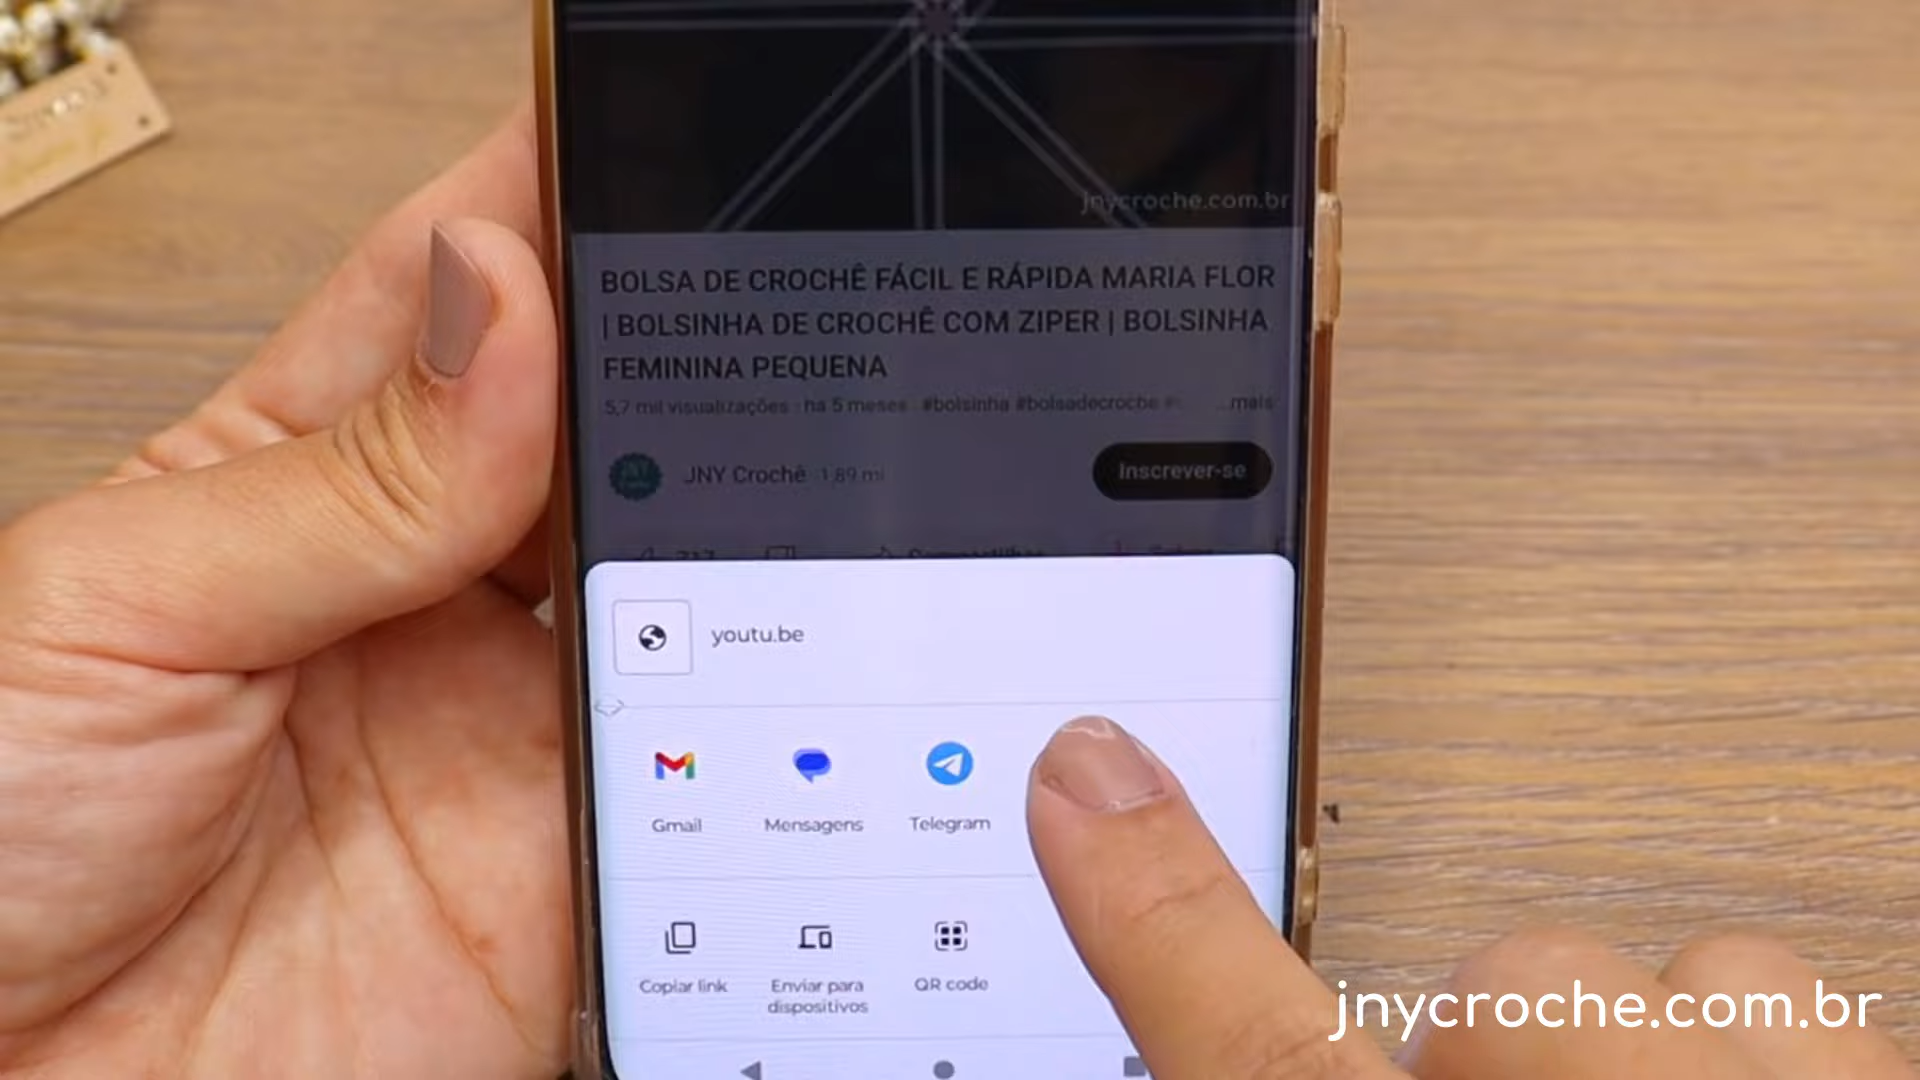 jnycroche.com.br
BOLSA DE CROCHÊ FÁCIL E RÁPIDA MARIA FLOR
| BOLSINHA DE CROCHÊ COM ZIPER | BOLSINHA
FEMININA PEQUENA
5,7 mil visualizações há 5 meses #bolsinha #bolsadecroche ...mais
JNY Crochê 1,89 mi
Inscrever-se
youtu.be
Gmail
Mensagens
Telegram
Copiar link
Enviar para
dispositivos
QR code
jnycroche.com.br